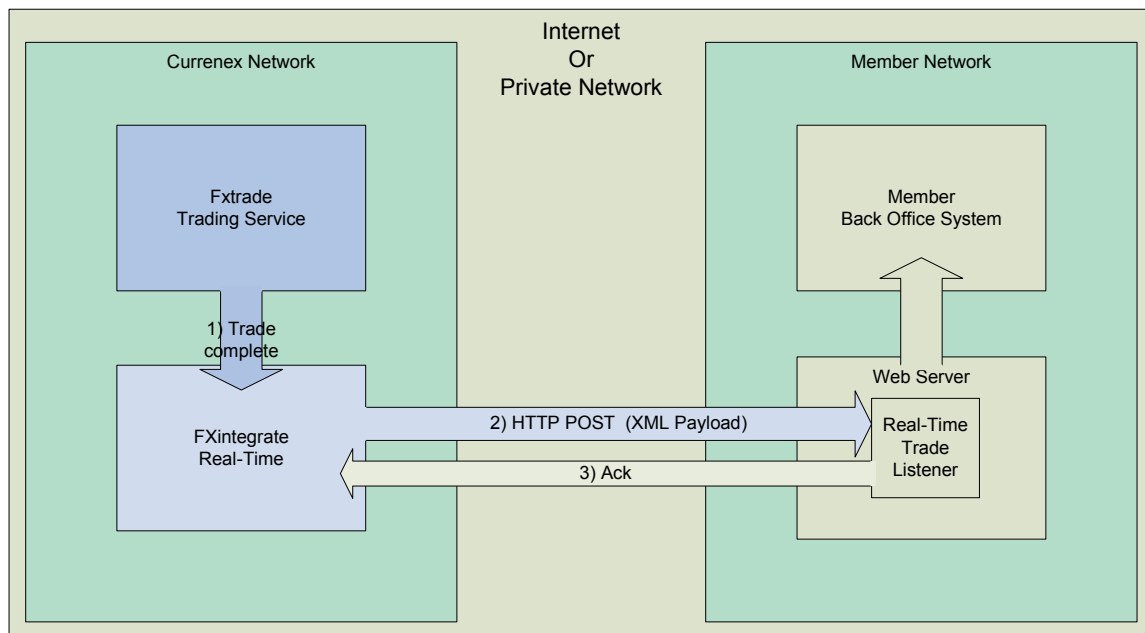 Internet
Or
Private Network
Currenex Network
Member Network
Fxtrade
Trading Service
Member
Back Office System
1) Trade
complete
Web Server
FXintegrate
Real-Time
2) HTTP POST  (XML Payload)
Real-Time
Trade
Listener
3) Ack